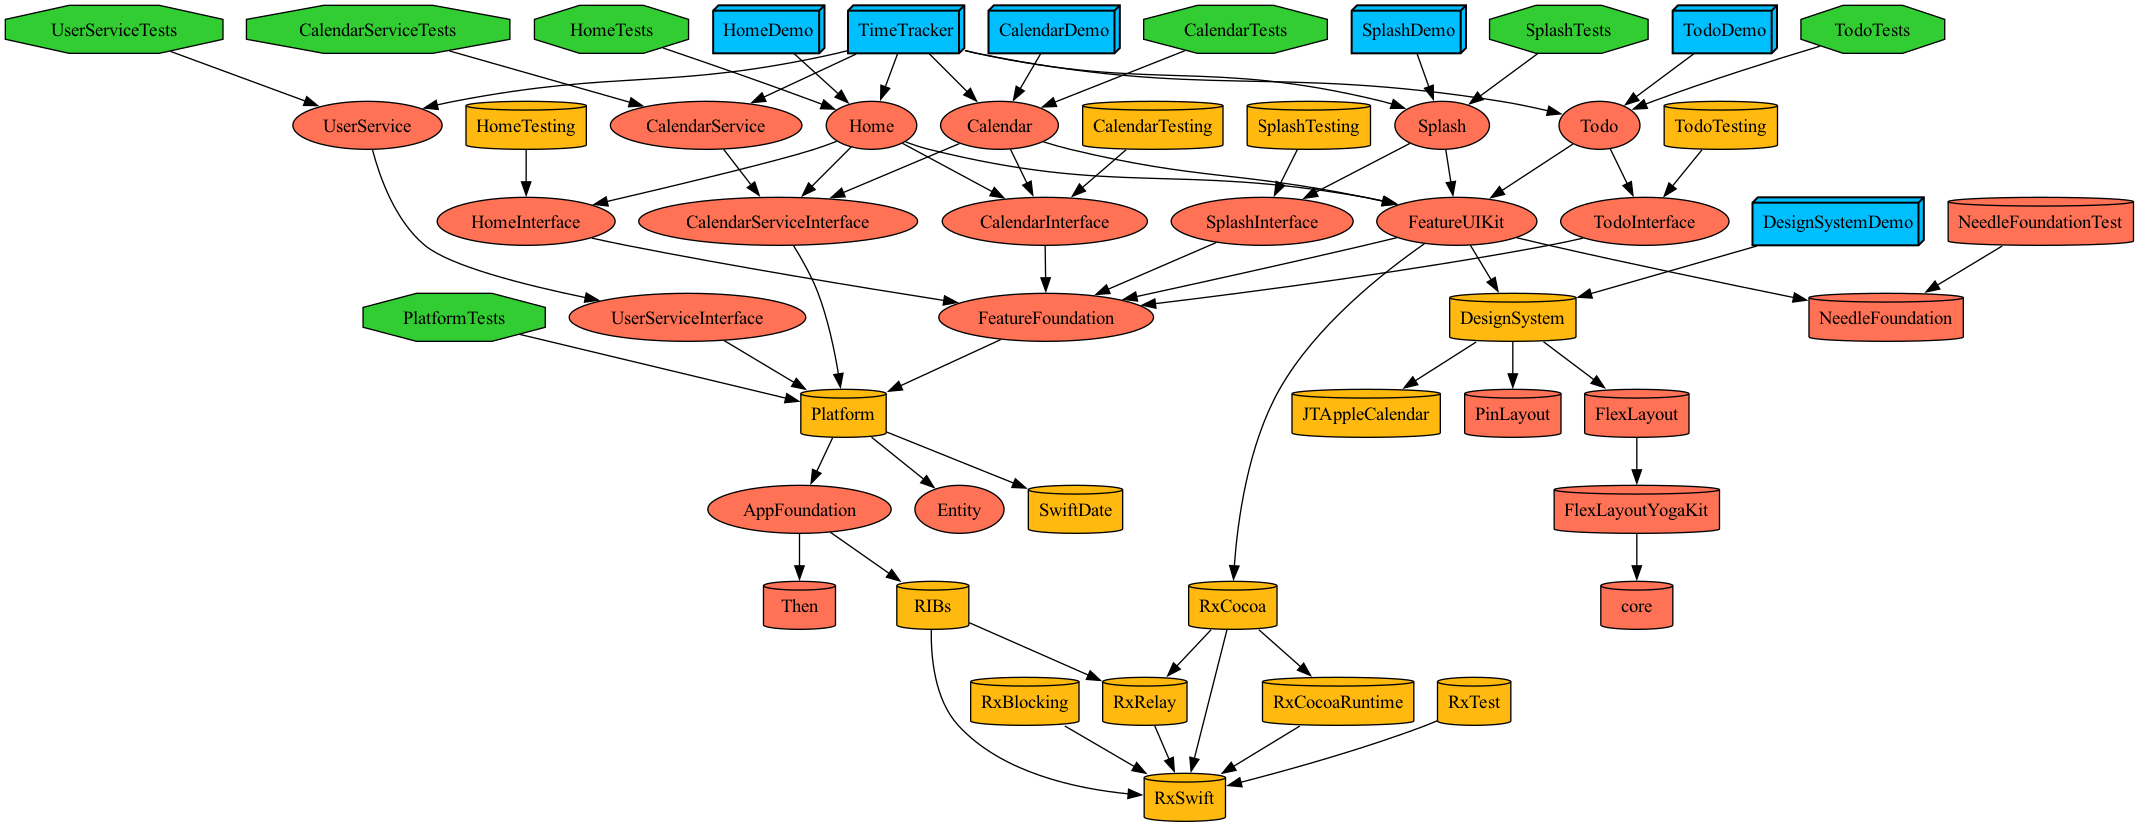 UserServiceTests
CalendarServiceTests
HomeTests
HomeDemo
TimeTracker
CalendarDemo
CalendarTests
SplashDemo
SplashTests
TodoDemo
TodoTests
UserService
HomeTesting
CalendarService
Home
Calendar
CalendarTesting
SplashTesting
Splash
Todo
TodoTesting
HomeInterface
CalendarServiceInterface
CalendarInterface
SplashInterface
FeatureUIKit
TodoInterface
DesignSystemDemo
NeedleFoundationTest
PlatformTests
UserServiceInterface
FeatureFoundation
DesignSystem
NeedleFoundation
Platform
JTAppleCalendar
PinLayout
FlexLayout
AppFoundation
Entity
SwiftDate
FlexLayoutYogaKit
Then
RIBs
RxCocoa
core
RxBlocking
RxRelay
RxCocoaRuntime
RxTest
RxSwift